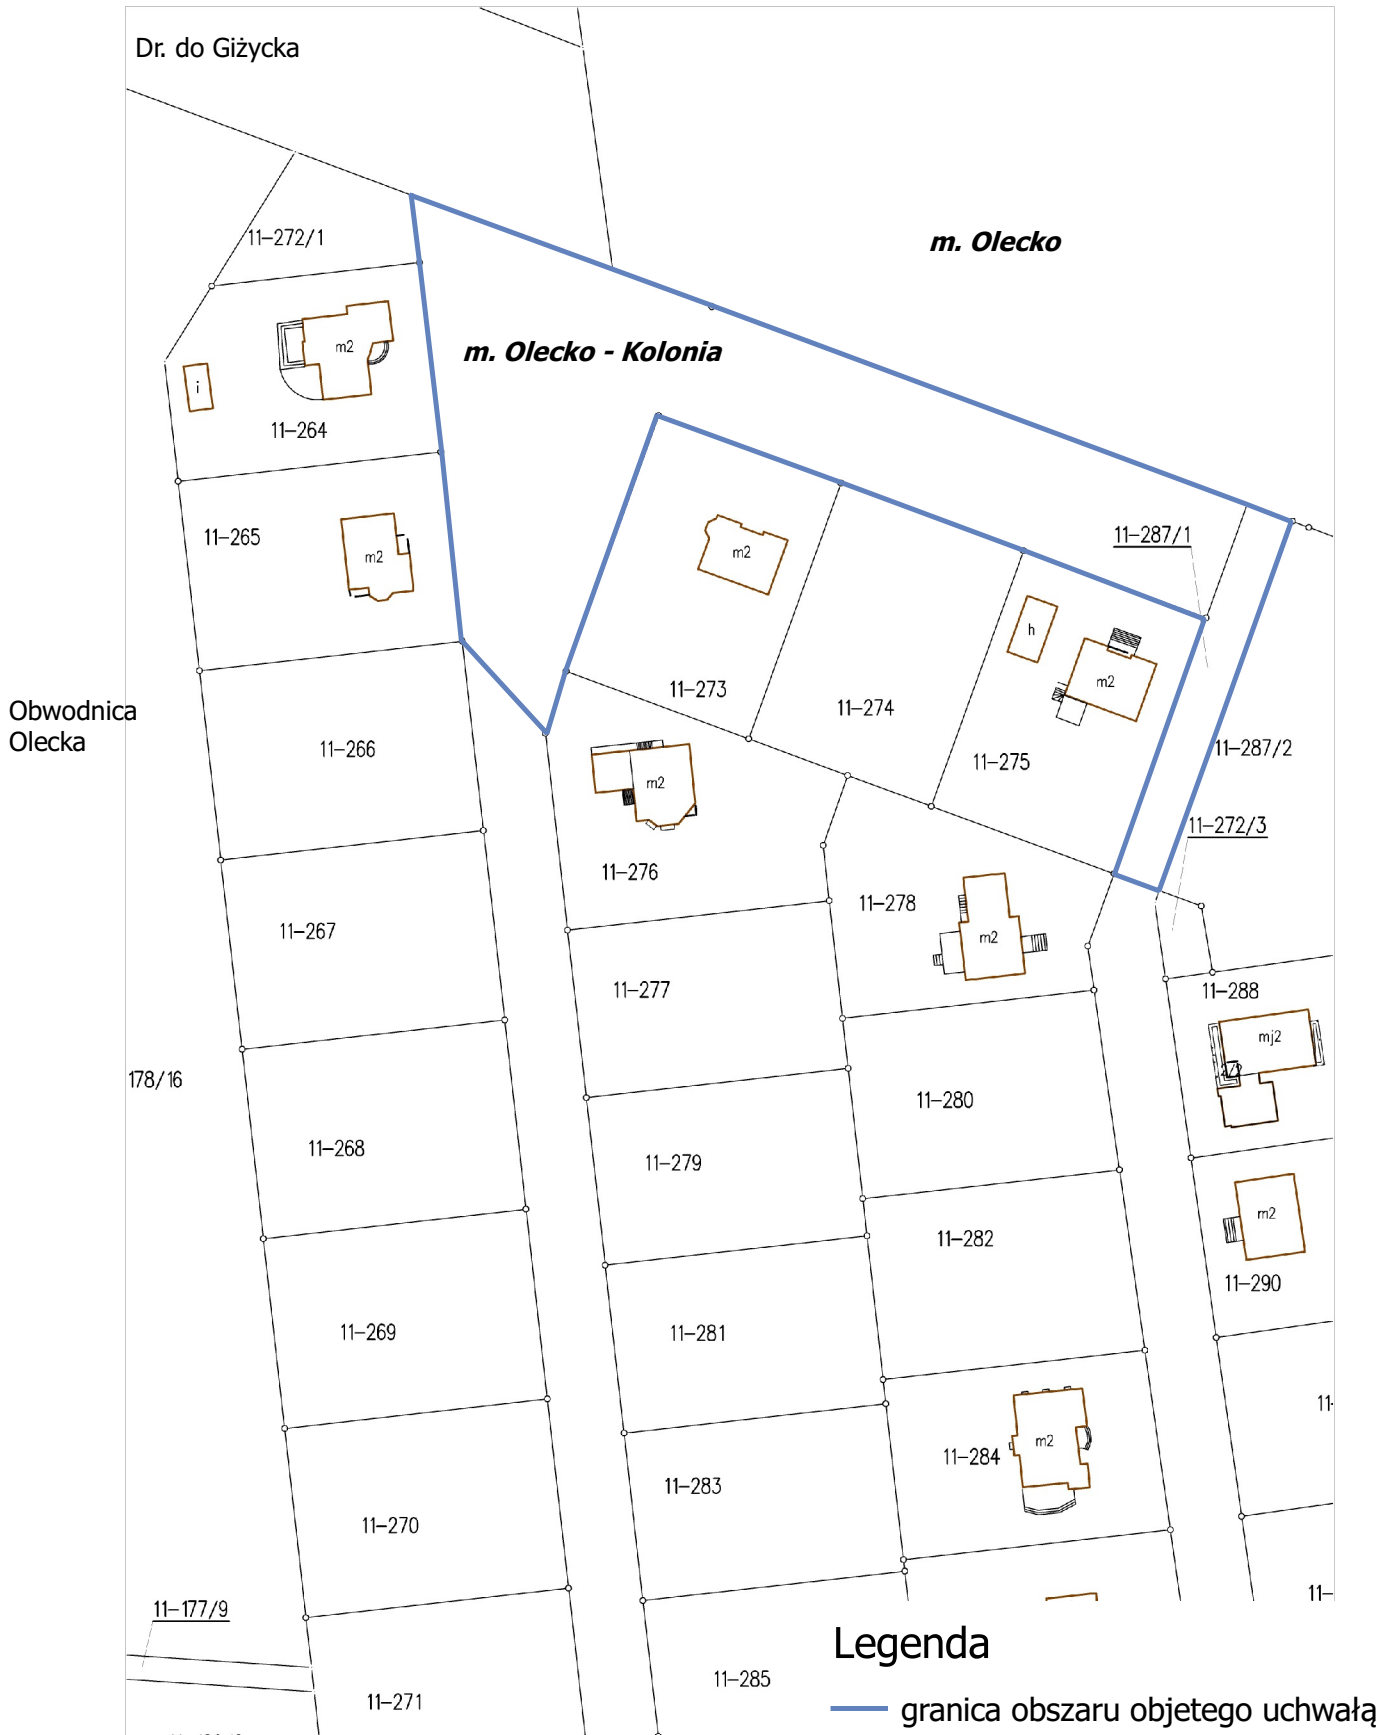 Dr. do Giżycka
m. Olecko
11-272/1
m2
m. Olecko - Kolonia
i
11-264
11-265
m2
m2
11-287/1
h
m2
11-273
11-274
Obwodnica
Olecka
11-266
11-275
11-287/2
m2
11-272/3
11-276
11-278
11-267
m2
11-277
11-288
mj2
178/16
11-280
11-268
11-279
m2
11-282
11-290
11-269
11-281
11-
m2
11-284
11-283
11-270
11-
11-177/9
Legenda
11-285
11-271
granica obszaru objetego uchwałą